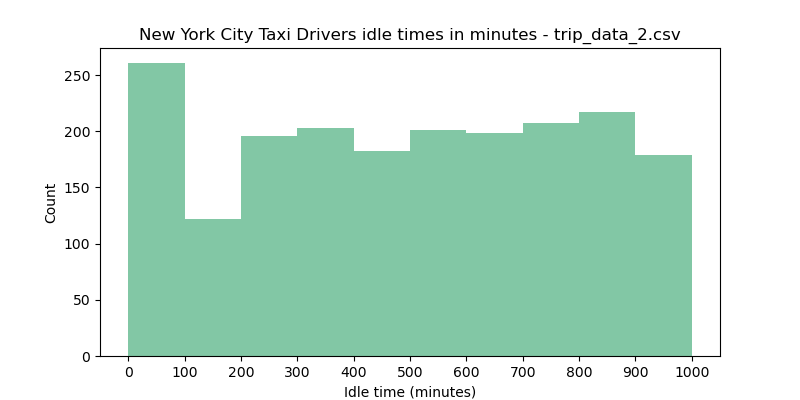 New York City Taxi Drivers idle times in minutes - trip_data_2.csv
250
200
150
100
50
0
Count
0 100 200 300 400 500 600 700 800 900 1000
Idle time (minutes)